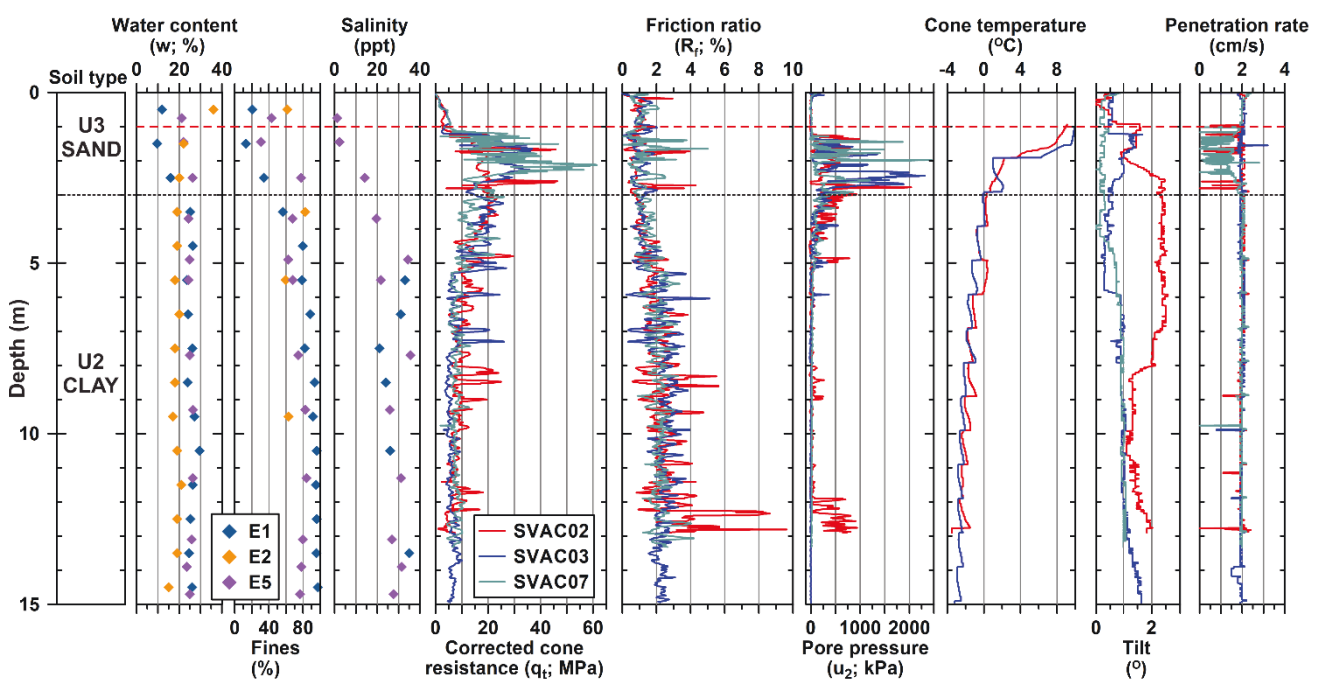 Water content
(w; %)
Salinity
(ppt)
Friction ratio
(Rf; %)
Cone temperature
(OC)
Penetration rate
(cm/s)
Soil type
0 20 40
0 20 40
0 2 4 6 8 10
-4 0 4 8
0 2 4
0
5
10
15
Depth (m)
U3
SAND
U2
CLAY
E1
E2
E5
SVAC02
SVAC03
SVAC07
0 40 80
0 20 40 60
0 1000 2000
0 2
Fines
(%)
Corrected cone
resistance (qt; MPa)
Pore pressure
(u2; kPa)
Tilt
(O)